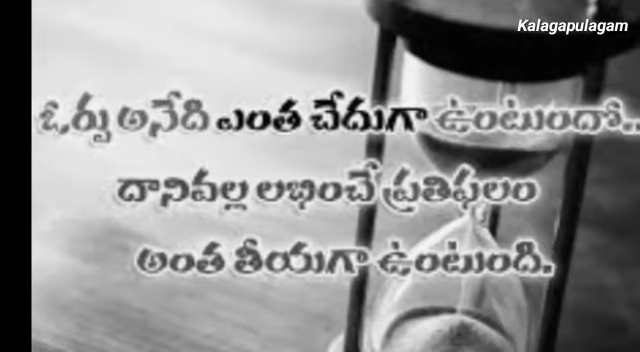 Kalagapulagam
ఓర్పు అనేది ఎంత చేదుగా ఉంటుందో..
దానివల్ల లభించే ప్రతిఫలం
అంత తీయగా ఉంటుంది.